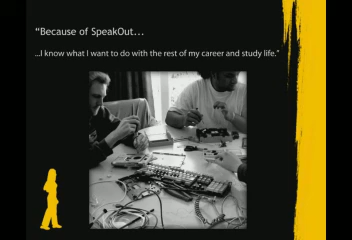 “Because of SpeakOut...
...I know what I want to do with the rest of my career and study life.”